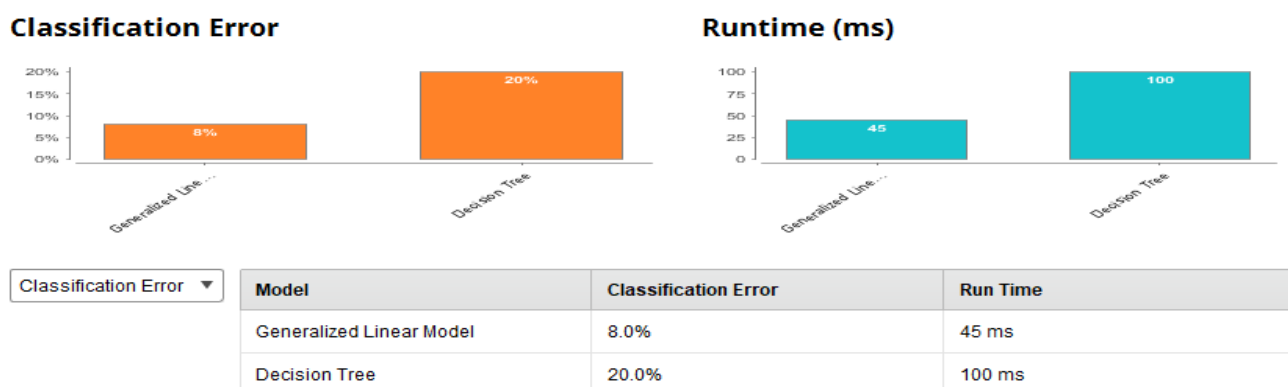 Classification Error
Runtime (ms)
20%
15%
10%
5%
0%
20%
8%
Generalized Line ...
Decision Tree
100
75
50
25
0
100
45
Generalized Line...
Decision Tree
Classification Error
Model Classification Error Run Time
Generalized Linear Model 8.0% 45 ms
Decision Tree 20.0% 100 ms